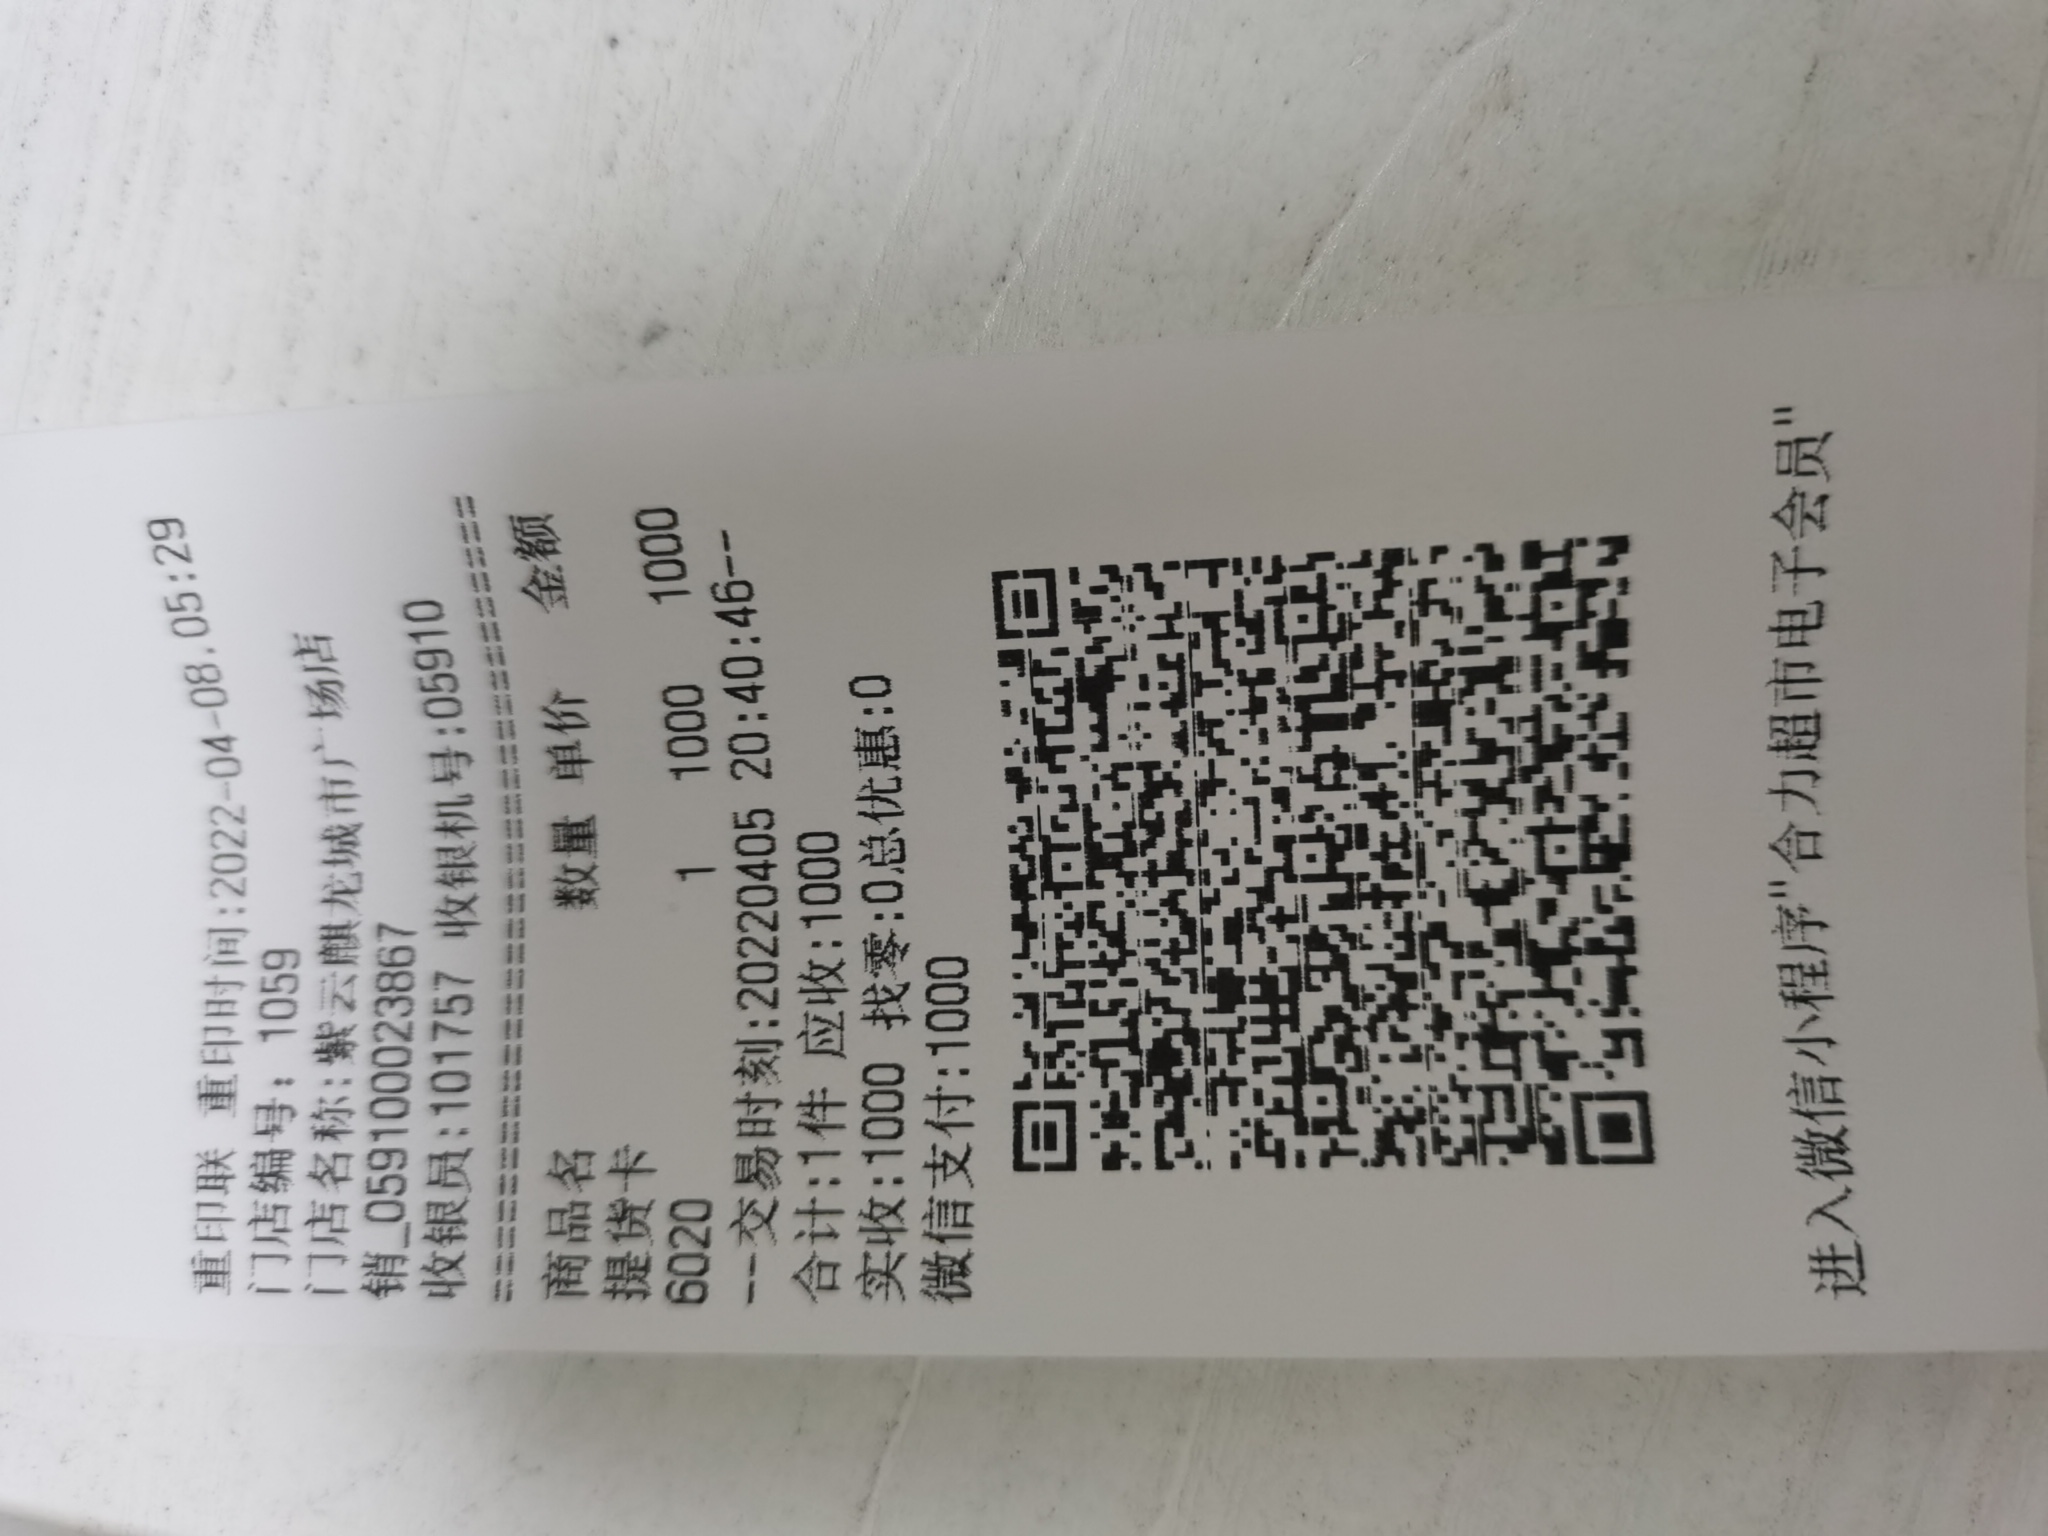 重印联 重印时间:2022-04-08.05:29
门店编号: 1059
门店名称:紫云麒龙城市广场店
销_059100023867
收银员:101757 收银机号:05910
================================
商品名 数量 单价 金额
提货卡
6020 1 1000 1000
--交易时刻:20220405 20:40:46--
合计:1件 应收:1000
实收:1000 找零:0总优惠:0
微信支付:1000
进入微信小程序"合力超市电子会员"